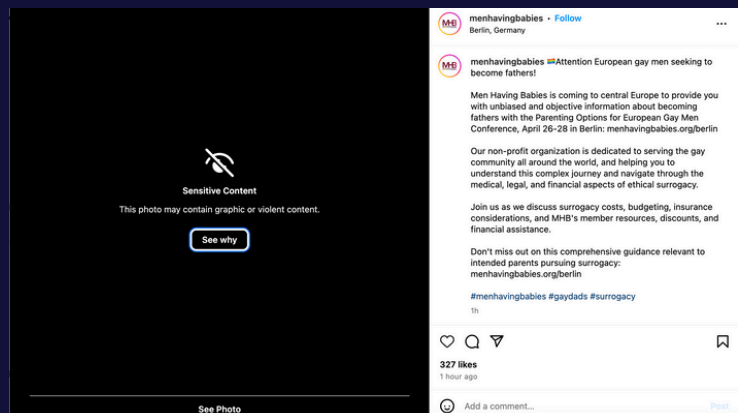 menhavingbabies • Follow
Berlin, Germany
MHB
MHB
menhavingbabies 🏳️‍🌈Attention European gay men seeking to
become fathers!
Men Having Babies is coming to central Europe to provide you
with unbiased and objective information about becoming
fathers with the Parenting Options for European Gay Men
Conference, April 26-28 in Berlin: menhavingbabies.org/berlin
Our non-profit organization is dedicated to serving the gay
community all around the world, and helping you to
understand this complex journey and navigate through the
medical, legal, and financial aspects of ethical surrogacy.
Join us as we discuss surrogacy costs, budgeting, insurance
considerations, and MHB's member resources, discounts, and
financial assistance.
Don't miss out on this comprehensive guidance relevant to
intended parents pursuing surrogacy:
menhavingbabies.org/berlin
#menhavingbabies #gaydads #surrogacy
1h
Sensitive Content
This photo may contain graphic or violent content.
See why
See Photo
327 likes
1 hour ago
Add a comment...
Post